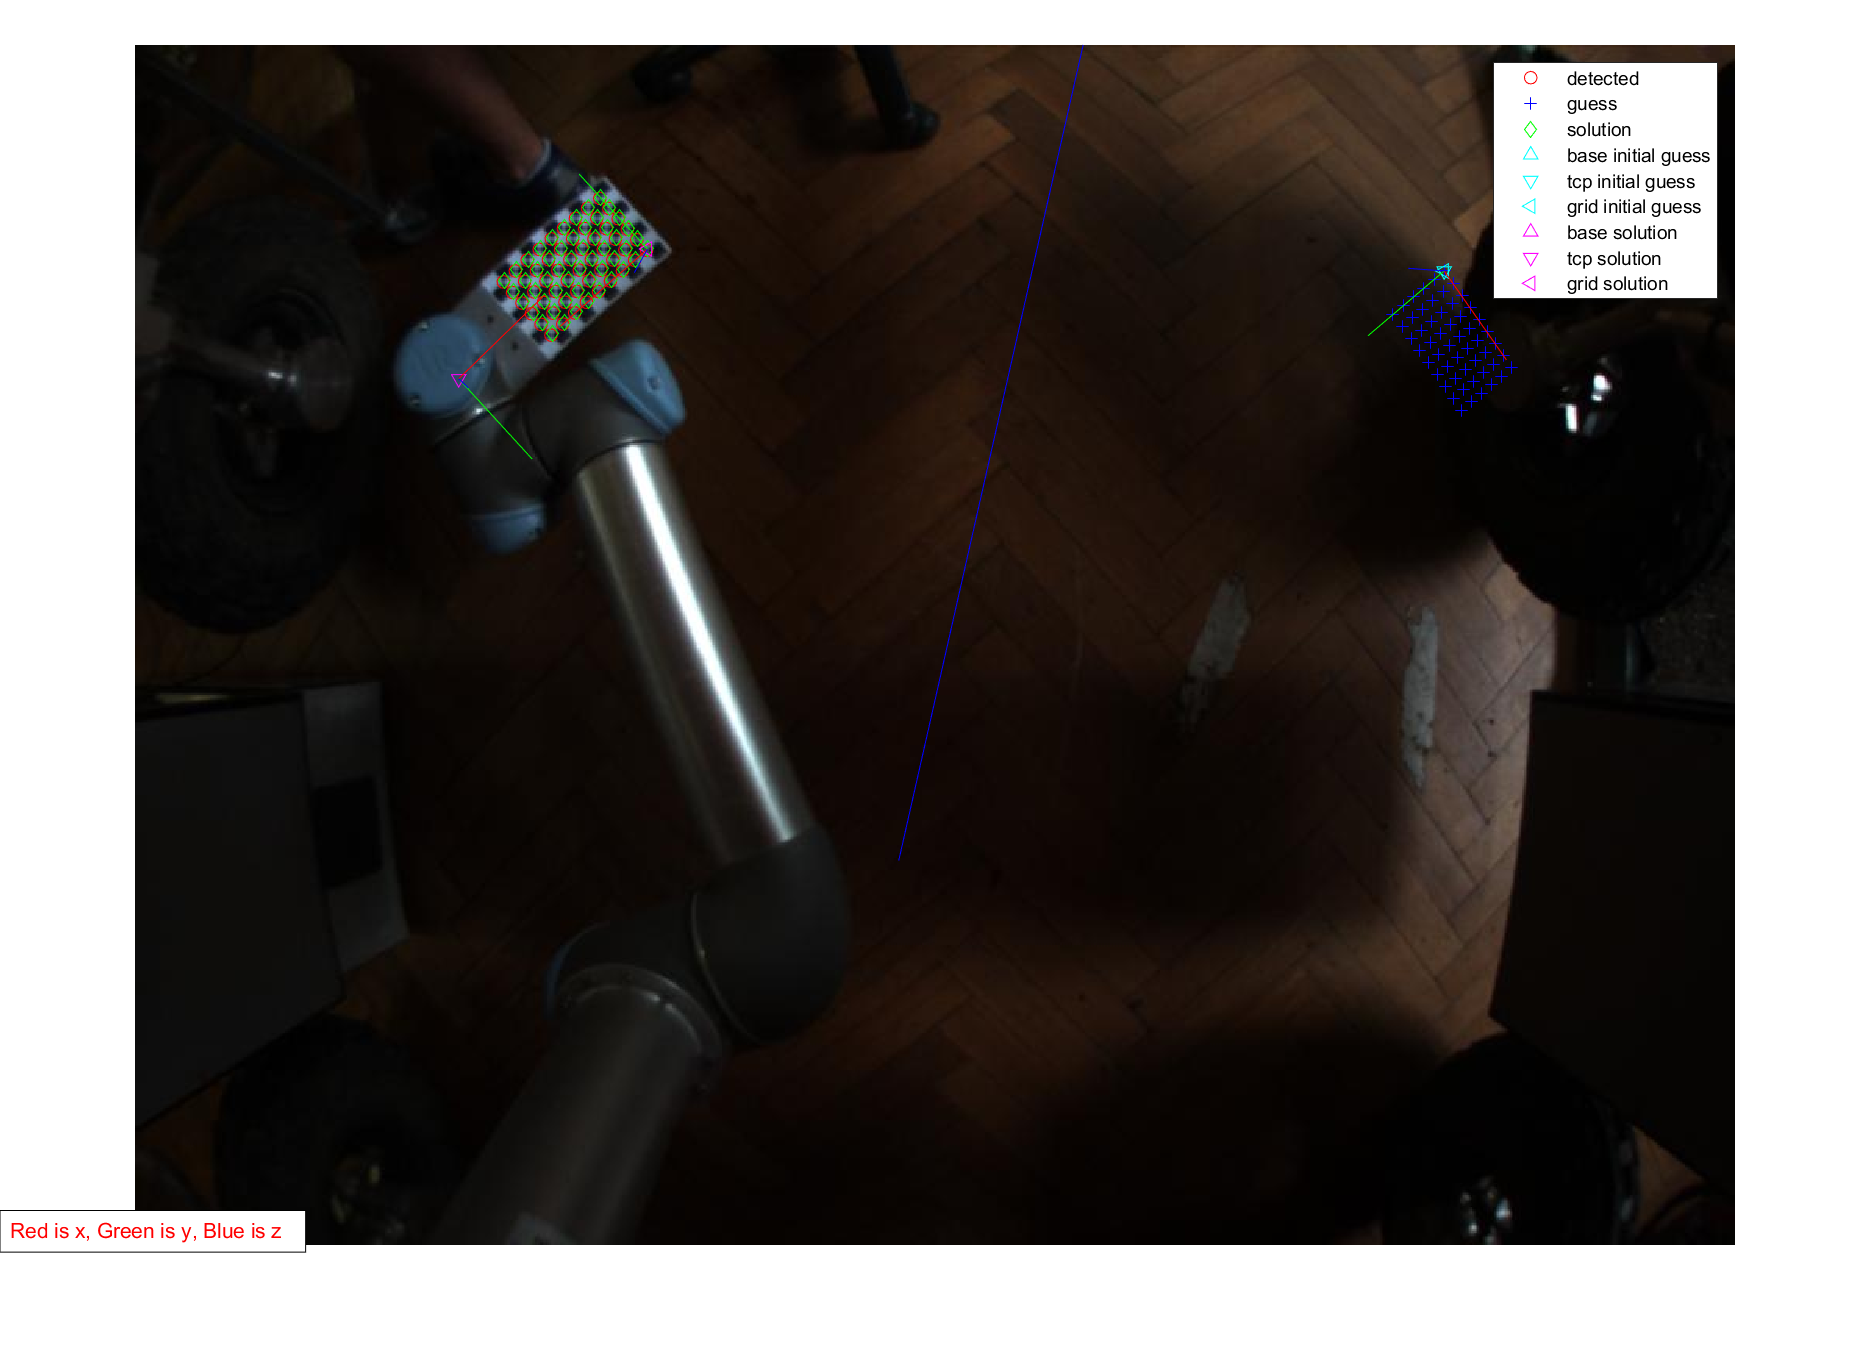 detected
guess
solution
base initial guess
tcp initial guess
grid initial guess
base solution
tcp solution
grid solution
Red is x, Green is y, Blue is z